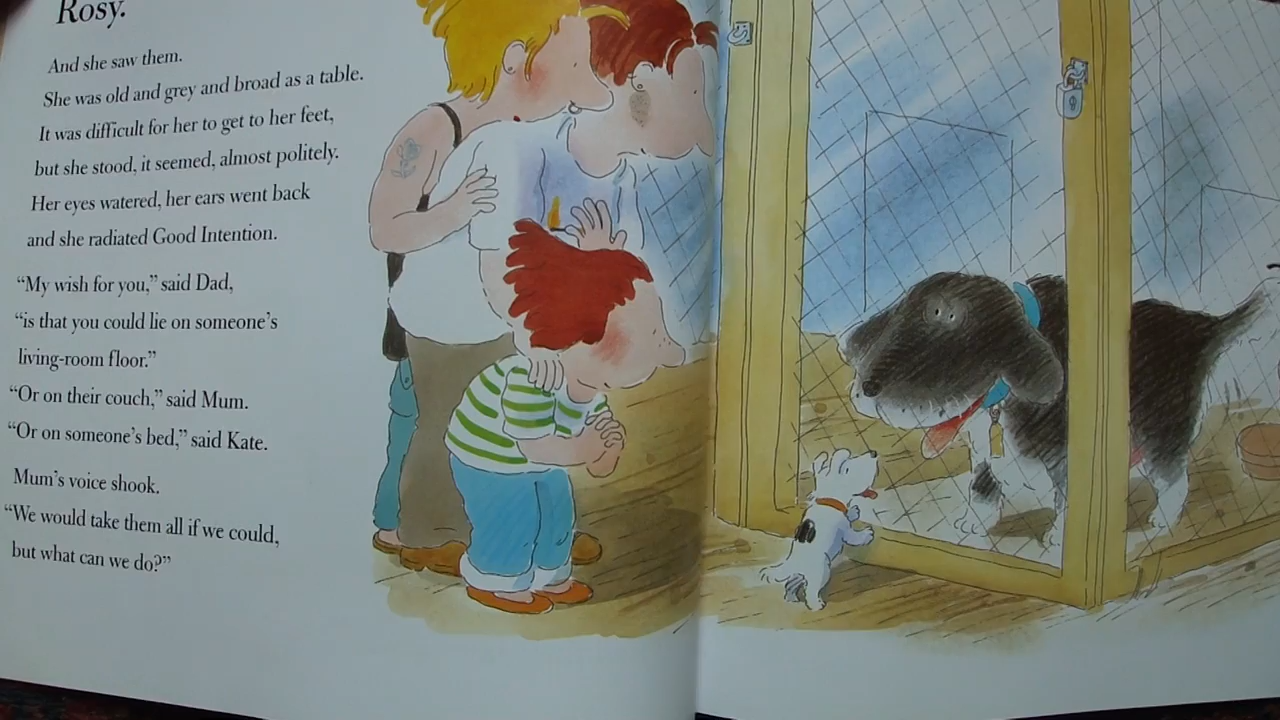 Rosy.
And she saw them.
She was old and grey and broad as a table.
It was difficult for her to get to her feet,
but she stood, it seemed, almost politely.
Her eyes watered, her ears went back
and she radiated Good Intention.
“My wish for you,” said Dad,
“is that you could lie on someone’s
living-room floor.”
“Or on their couch,” said Mum.
“Or on someone’s bed,” said Kate.
Mum’s voice shook.
“We would take them all if we could,
but what can we do?”